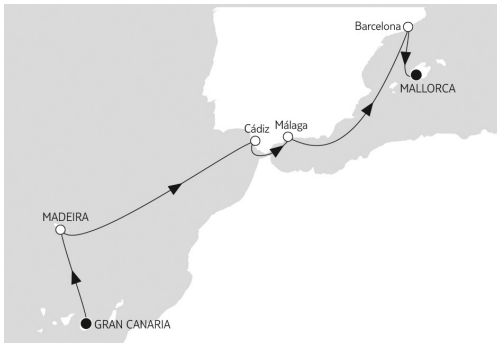 Barcelona
MALLORCA
Cádiz
Málaga
MADEIRA
GRAN CANARIA